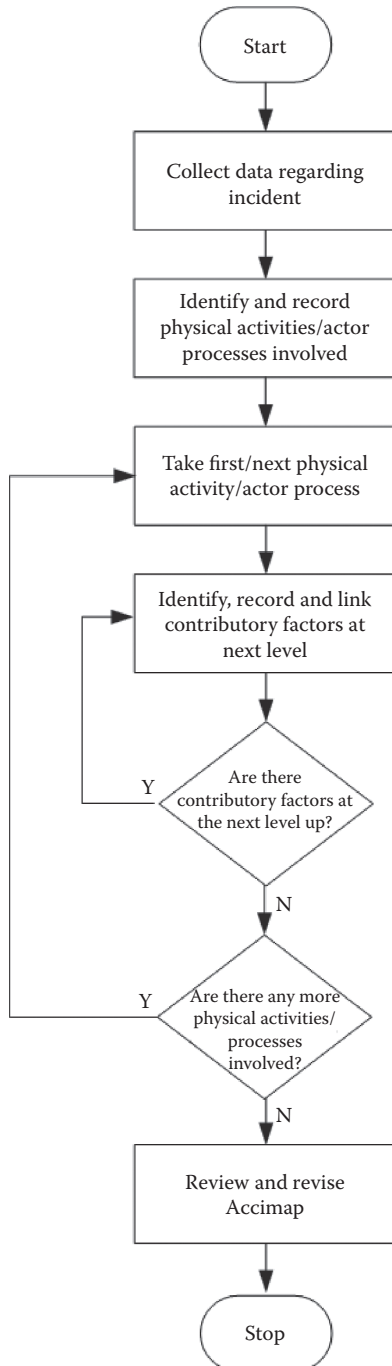 Start
Collect data regarding
incident
Identify and record
physical activities/actor
processes involved
Take first/next physical
activity/actor process
Identify, record and link
contributory factors at
next level
Are there
contributory factors at
the next level up?
Y
N
Are there any more
physical activities/
processes
involved?
Y
N
Review and revise
Accimap
Stop